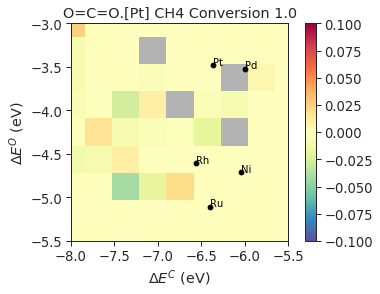 O=C=O.[Pt] CH4 Conversion 1.0
−3.0
−3.5
−4.0
−4.5
−5.0
−5.5
ΔE^O (eV)
Pt
Pd
Rh
Ni
Ru
−8.0 −7.5 −7.0 −6.5 −6.0 −5.5
ΔE^C (eV)
0.100
0.075
0.050
0.025
0.000
−0.025
−0.050
−0.075
−0.100